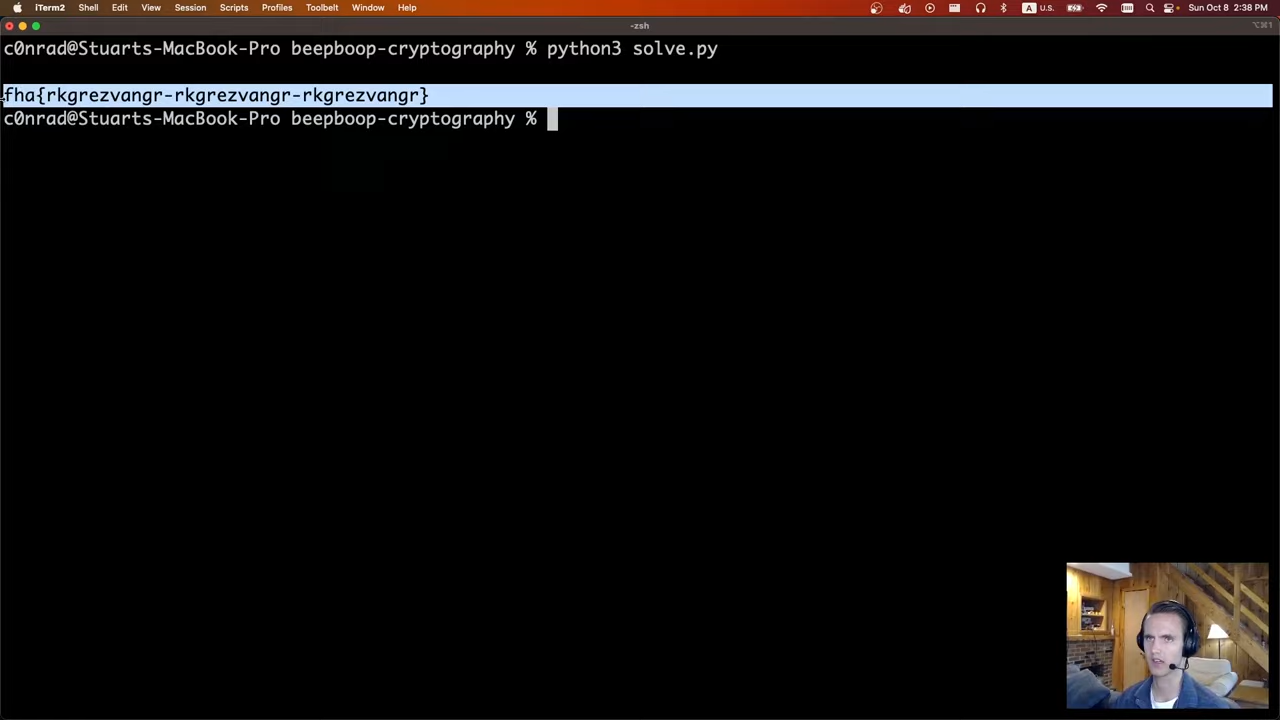 iTerm2 Shell Edit View Session Scripts Profiles Toolbelt Window Help A U.S. Sun Oct 8 2:38 PM
-zsh ⌥⌘1
c0nrad@Stuarts-MacBook-Pro beepboop-cryptography % python3 solve.py
fha{rkgrezvangr-rkgrezvangr-rkgrezvangr}
c0nrad@Stuarts-MacBook-Pro beepboop-cryptography %